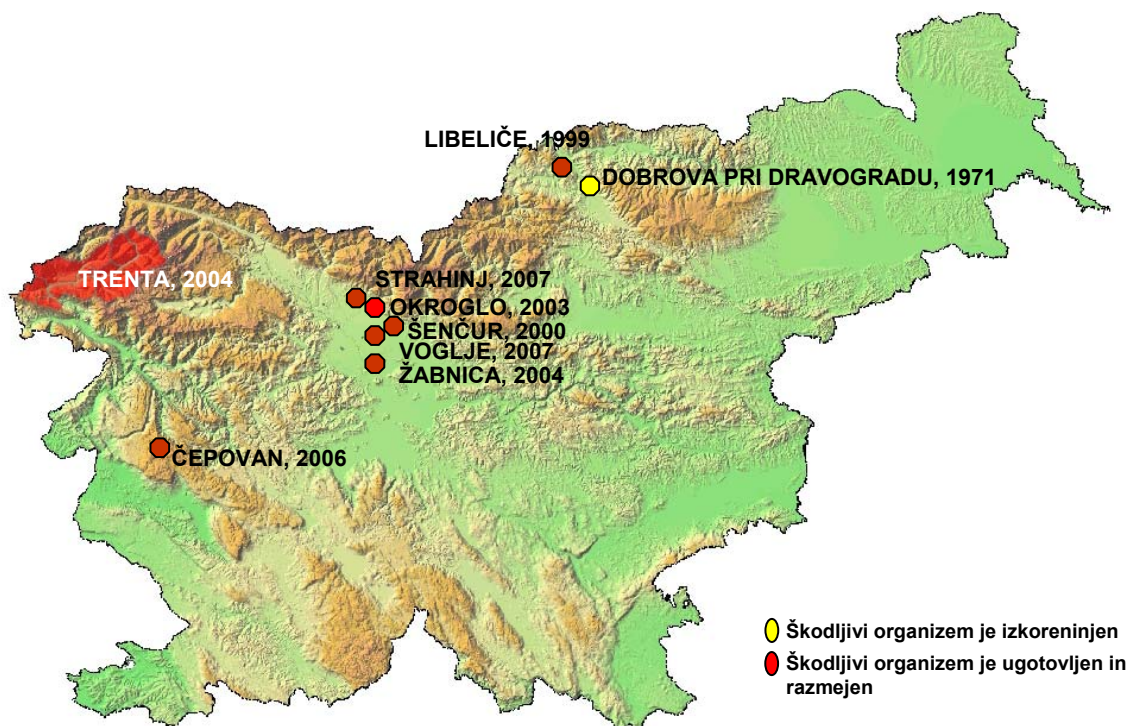 LIBELIČE, 1999
DOBROVA PRI DRAVOGRADU, 1971
TRENTA, 2004
STRAHINJ, 2007
OKROGLO, 2003
ŠENČUR, 2000
VOGLJE, 2007
ŽABNICA, 2004
ČEPOVAN, 2006
Škodljivi organizem je izkoreninjen
Škodljivi organizem je ugotovljen in
razmejen